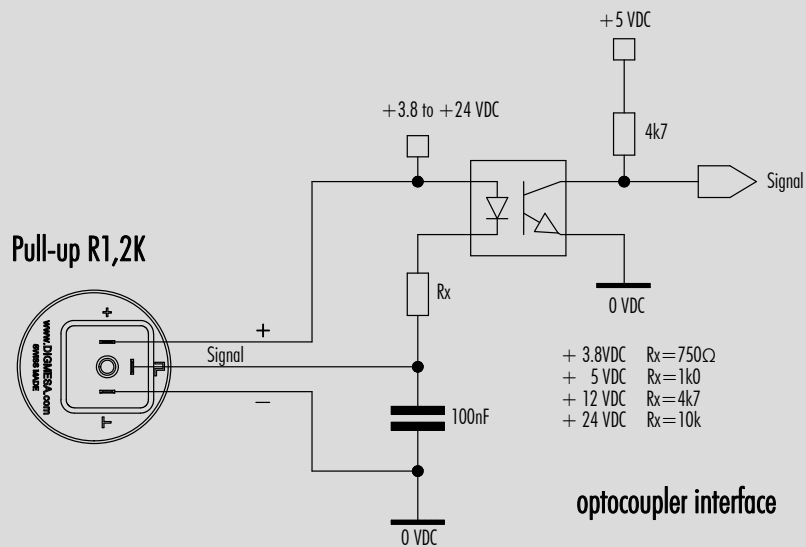 +5 VDC
+3.8 to +24 VDC
4k7
Signal
Pull-up R1,2K
Rx
0 VDC
+
www.DIGMESA.com
SWISS MADE
+
Signal
−
+ 3.8VDC Rx=750Ω
+ 5 VDC Rx=1k0
+ 12 VDC Rx=4k7
+ 24 VDC Rx=10k
100nF
optocoupler interface
0 VDC